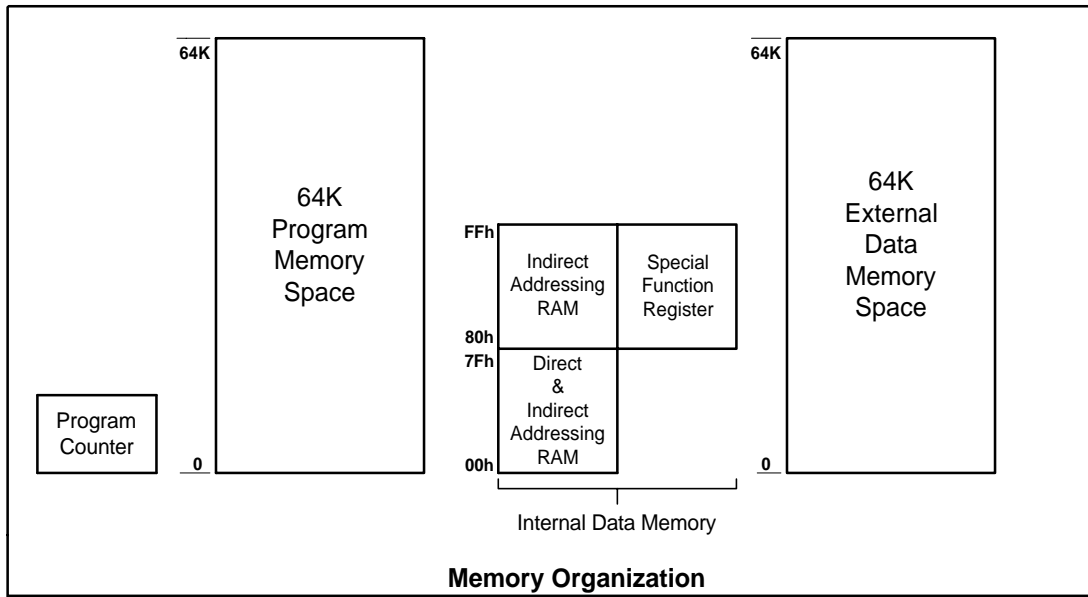 64K
64K
Program
Memory
Space
0
Program
Counter
FFh
80h
7Fh
00h
Indirect
Addressing
RAM
Special
Function
Register
Direct
&
Indirect
Addressing
RAM
Internal Data Memory
64K
64K
External
Data
Memory
Space
0
Memory Organization